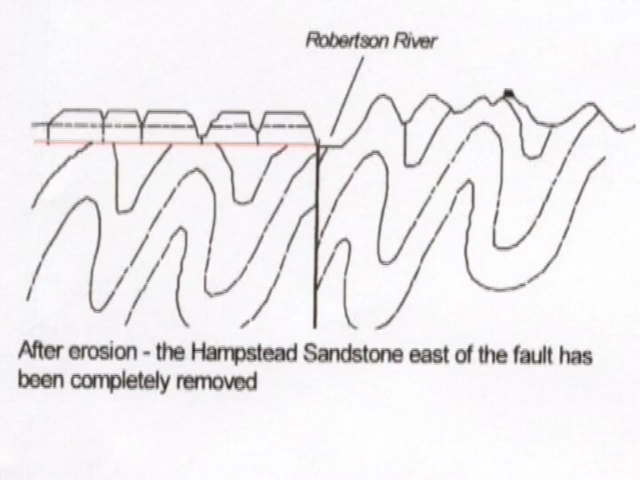 Robertson River
After erosion - the Hampstead Sandstone east of the fault has
been completely removed